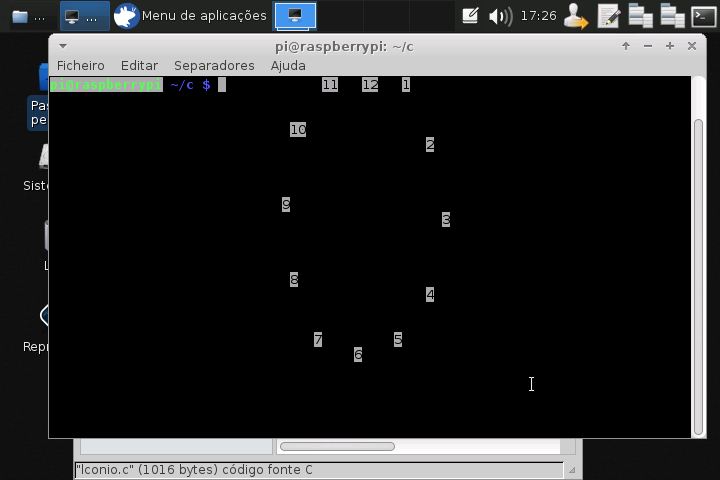 ... ... Menu de aplicações 17:26
pi@raspberrypi: ~/c
Ficheiro Editar Separadores Ajuda
pi@raspberrypi ~/c $ 11 12 1
10
2
9
3
8
4
7 5
6
Pas
pe
Siste
L
Repr
"lconio.c" (1016 bytes) código fonte C